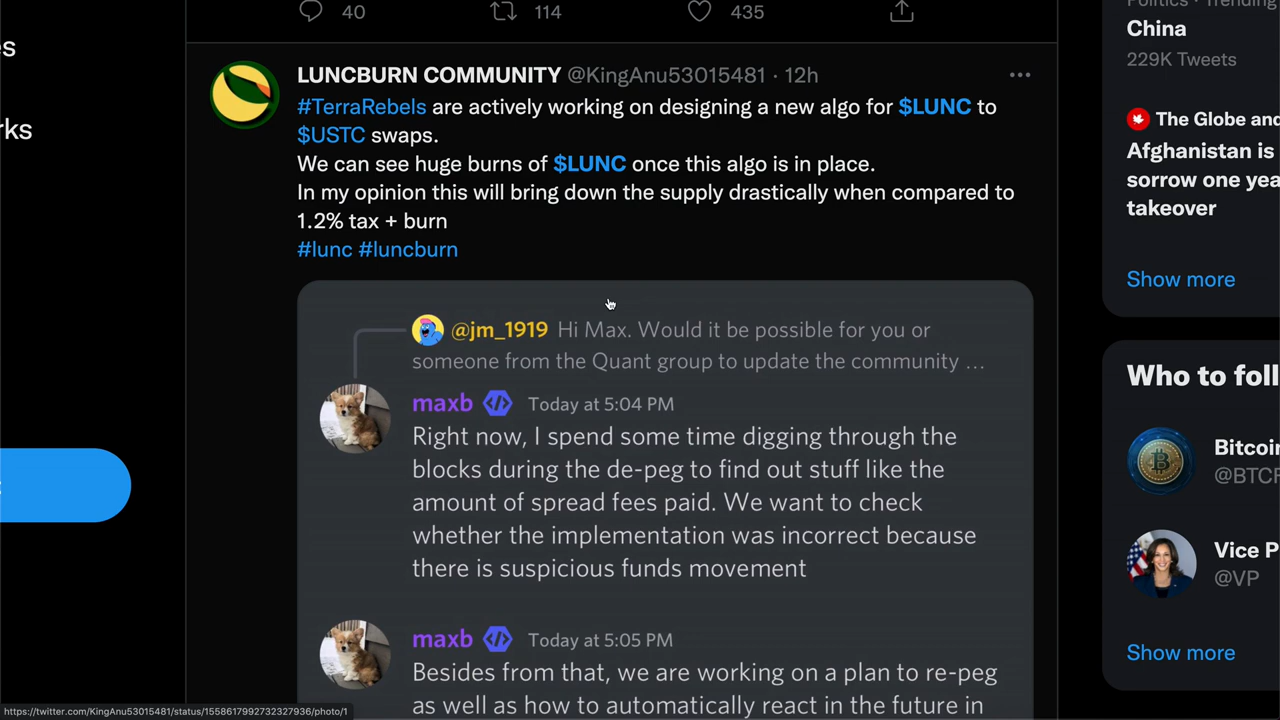 40 114 435
LUNCBURN COMMUNITY @KingAnu53015481 · 12h
#TerraRebels are actively working on designing a new algo for $LUNC to
$USTC swaps.
We can see huge burns of $LUNC once this algo is in place.
In my opinion this will bring down the supply drastically when compared to
1.2% tax + burn
#lunc #luncburn
@jm_1919 Hi Max. Would it be possible for you or
someone from the Quant group to update the community ...
maxb Today at 5:04 PM
Right now, I spend some time digging through the
blocks during the de-peg to find out stuff like the
amount of spread fees paid. We want to check
whether the implementation was incorrect because
there is suspicious funds movement
maxb Today at 5:05 PM
Besides from that, we are working on a plan to re-peg
as well as how to automatically react in the future in
Politics · Trending
China
229K Tweets
The Globe and
Afghanistan is
sorrow one yea
takeover
Show more
Who to foll
Bitcoin
@BTCF
Vice P
@VP
Show more
https://twitter.com/KingAnu53015481/status/1558617992732327936/photo/1